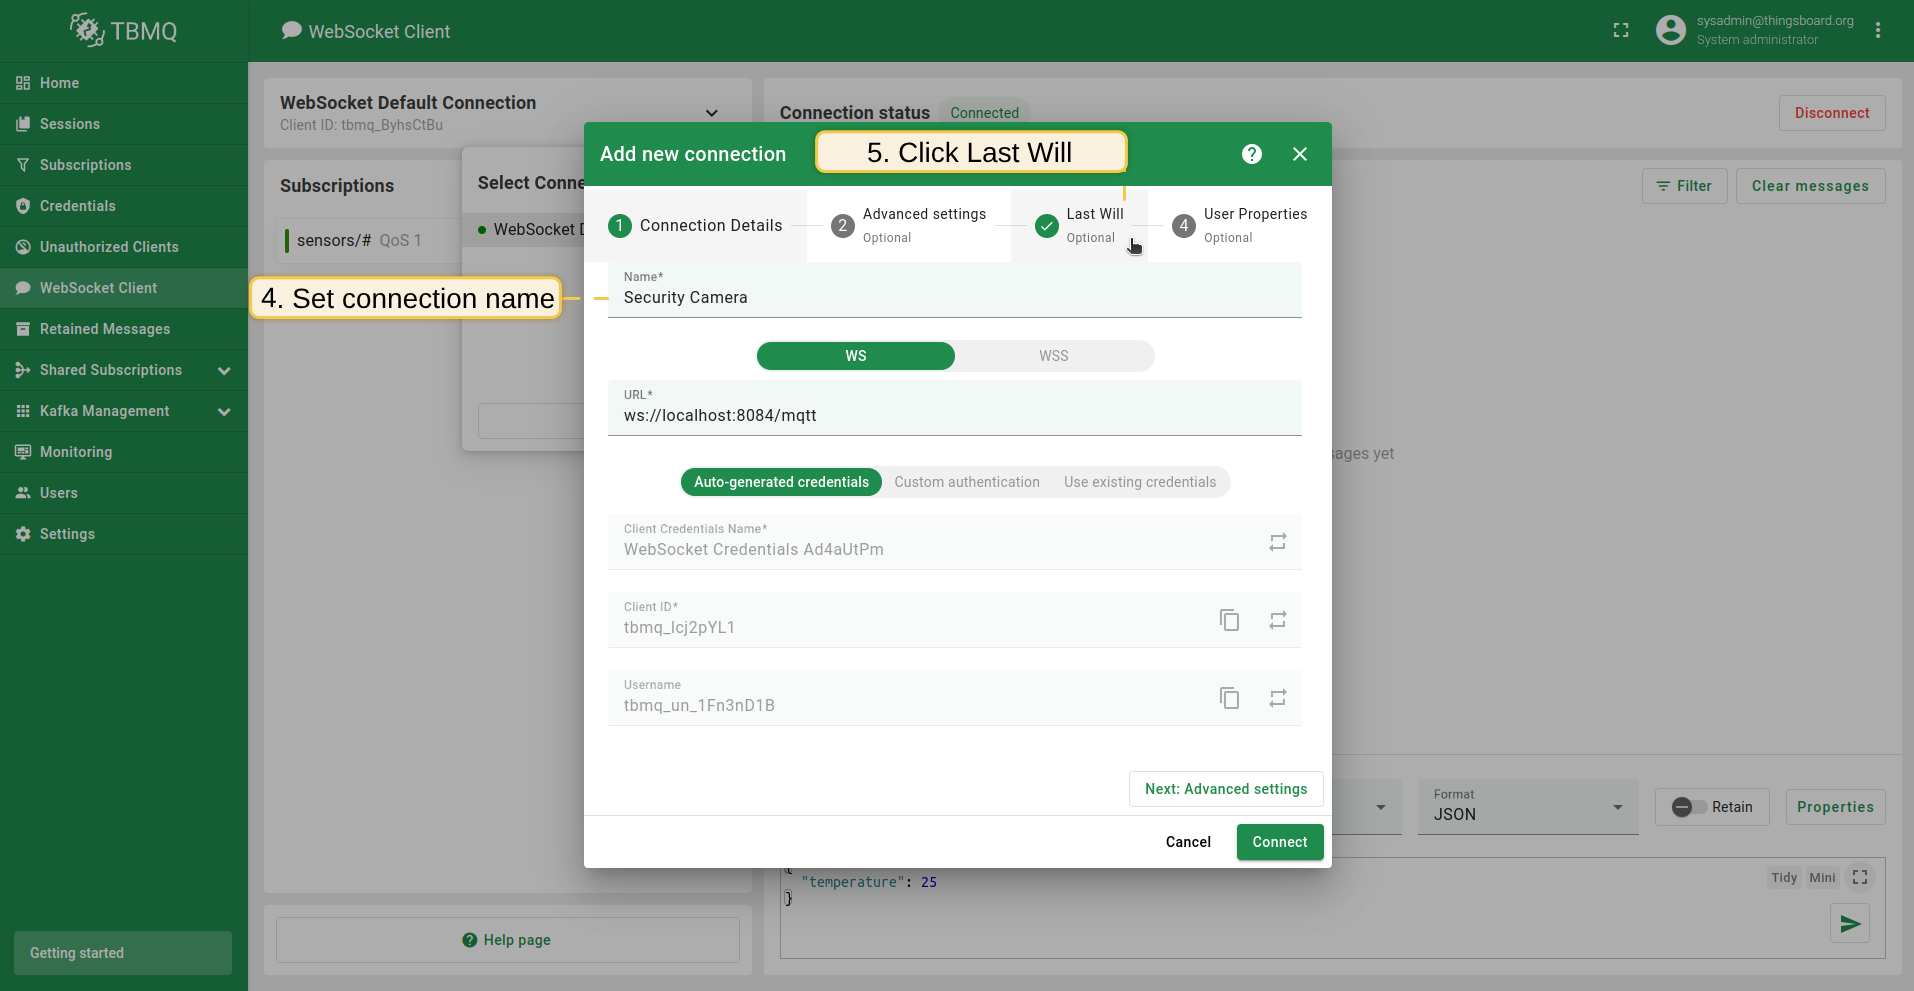 TBMQ
WebSocket Client
sysadmin@thingsboard.org
System administrator
Home
Sessions
Subscriptions
Credentials
Unauthorized Clients
WebSocket Client
Retained Messages
Shared Subscriptions
Kafka Management
Monitoring
Users
Settings
Getting started
WebSocket Default Connection
Client ID: tbmq_ByhsCtBu
Connection status
Connected
Disconnect
Subscriptions
sensors/# QoS 1
Select Conne
WebSocket D
Filter
Clear messages
4. Set connection name
Add new connection
5. Click Last Will
1 Connection Details
2 Advanced settings
Optional
Last Will
Optional
4 User Properties
Optional
Name*
Security Camera
WS
WSS
URL*
ws://localhost:8084/mqtt
Auto-generated credentials
Custom authentication
Use existing credentials
Client Credentials Name*
WebSocket Credentials Ad4aUtPm
Client ID*
tbmq_lcj2pYL1
Username
tbmq_un_1Fn3nD1B
Next: Advanced settings
Cancel
Connect
sages yet
Format
JSON
Retain
Properties
{
"temperature": 25
}
Tidy
Mini
Help page